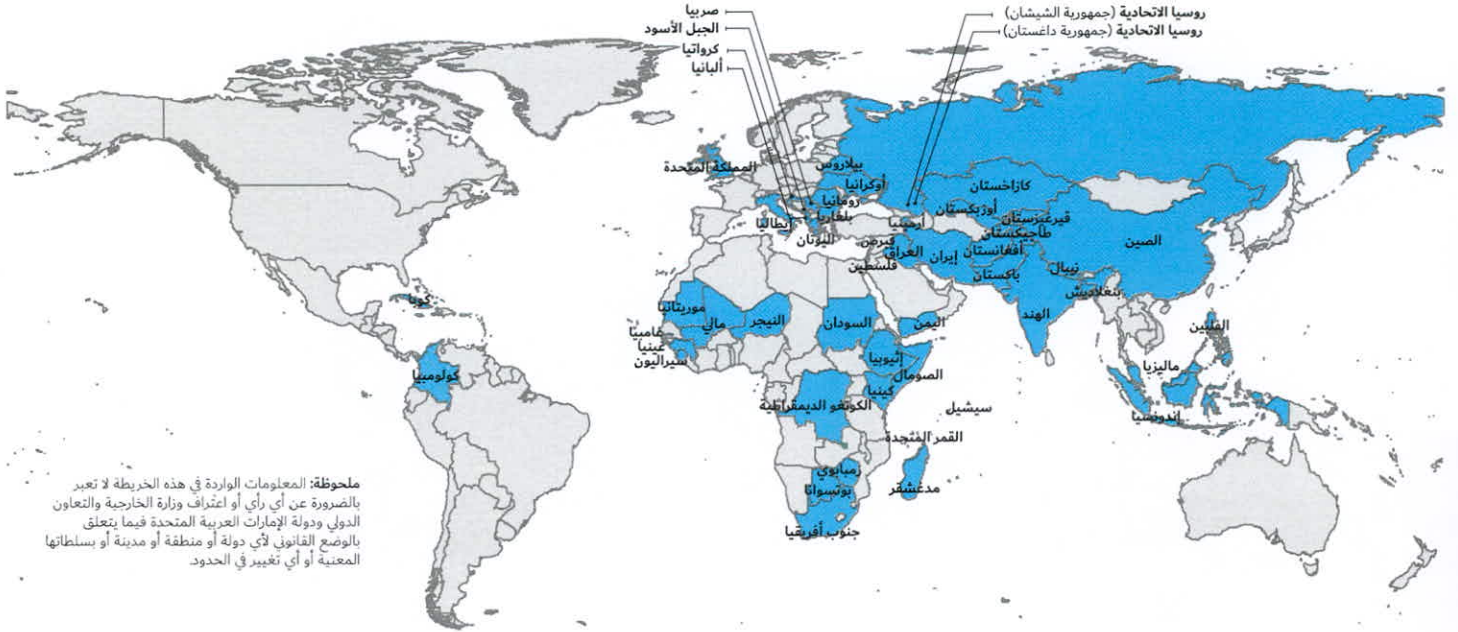 صربيا
الجبل الأسود
كرواتيا
ألبانيا
روسيا الاتحادية (جمهورية الشيشان)
روسيا الاتحادية (جمهورية داغستان)
المملكة المتحدة
بيلاروس
أوكرانيا
رومانيا
بلغاريا
إيطاليا
اليونان
أرمينيا
قبرص
فلسطين
العراق
إيران
كازاخستان
أوزبكستان
قيرغيزستان
طاجيكستان
أفغانستان
باكستان
الصين
نيبال
بنغلاديش
الهند
الفلبين
ماليزيا
إندونيسيا
كوبا
كولومبيا
موريتانيا
مالي
النيجر
السودان
اليمن
غامبيا
غينيا
سيراليون
إثيوبيا
الصومال
كينيا
الكونغو الديمقراطية
سيشيل
القمر المتحدة
زمبابوي
بوتسوانا
مدغشقر
جنوب أفريقيا
ملحوظة: المعلومات الواردة في هذه الخريطة لا تعبر
بالضرورة عن أي رأي أو اعتراف وزارة الخارجية والتعاون
الدولي ودولة الإمارات العربية المتحدة فيما يتعلق
بالوضع القانوني لأي دولة أو منطقة أو مدينة أو بسلطاتها
المعنية أو أي تغيير في الحدود.